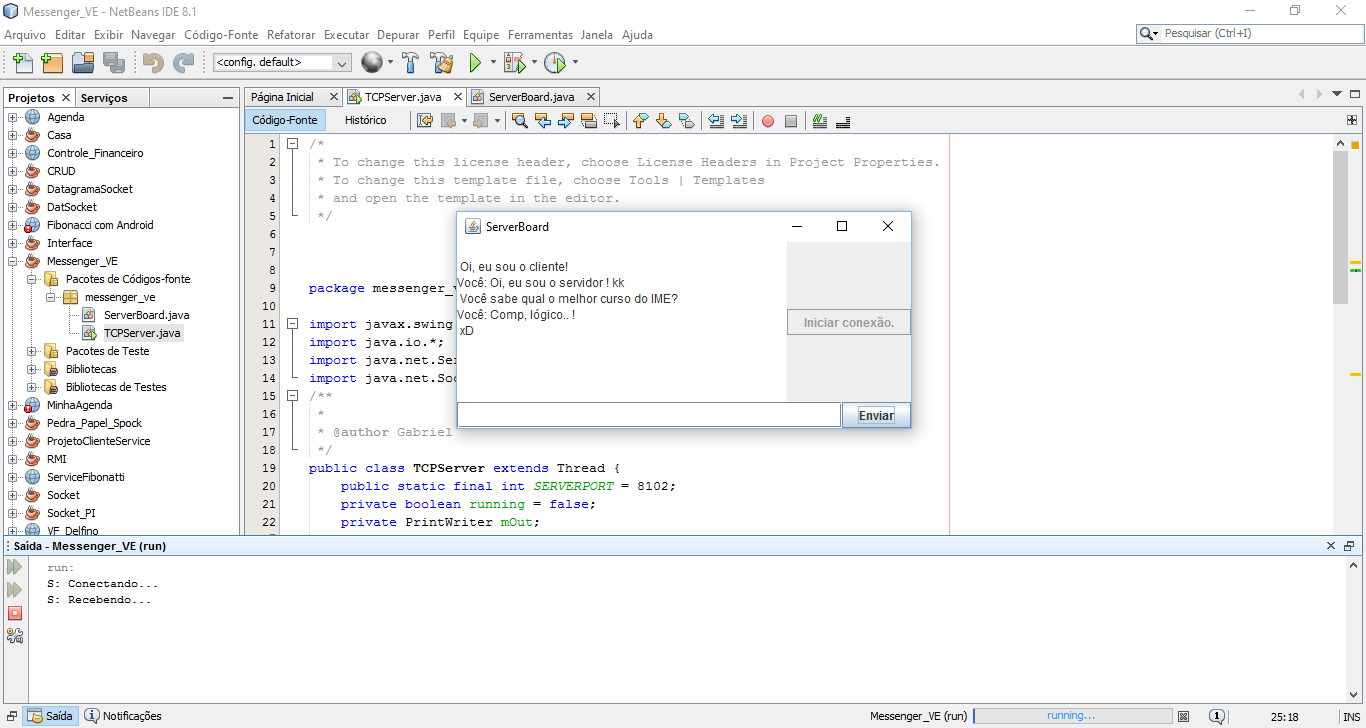 Messenger_VE - NetBeans IDE 8.1
Arquivo Editar Exibir Navegar Código-Fonte Refatorar Executar Depurar Perfil Equipe Ferramentas Janela Ajuda
Pesquisar (Ctrl+I)
<config. default>
Projetos Serviços
Página Inicial TCPServer.java ServerBoard.java
Código-Fonte Histórico
Agenda
Casa
Controle_Financeiro
CRUD
DatagramaSocket
DatSocket
Fibonacci com Android
Interface
Messenger_VE
Pacotes de Códigos-fonte
messenger_ve
ServerBoard.java
TCPServer.java
Pacotes de Teste
Bibliotecas
Bibliotecas de Testes
MinhaAgenda
Pedra_Papel_Spock
ProjetoClienteService
RMI
ServiceFibonatti
Socket
Socket_PI
VF_Delfino
1 /*
2 * To change this license header, choose License Headers in Project Properties.
3 * To change this template file, choose Tools | Templates
4 * and open the template in the editor.
5 */
6
7
8
9 package messenger_
10
11 import javax.swing
12 import java.io.*;
13 import java.net.Se
14 import java.net.Soc
15 /**
16 *
17 * @author Gabriel
18 */
19 public class TCPServer extends Thread {
20 public static final int SERVERPORT = 8102;
21 private boolean running = false;
22 private PrintWriter mOut;
ServerBoard
Oi, eu sou o cliente!
Você: Oi, eu sou o servidor ! kk
Você sabe qual o melhor curso do IME?
Você: Comp, lógico.. !
xD
Iniciar conexão.
Enviar
Saída - Messenger_VE (run)
run:
S: Conectando...
S: Recebendo...
Saída Notificações
Messenger_VE (run) running... 1 25:18 INS